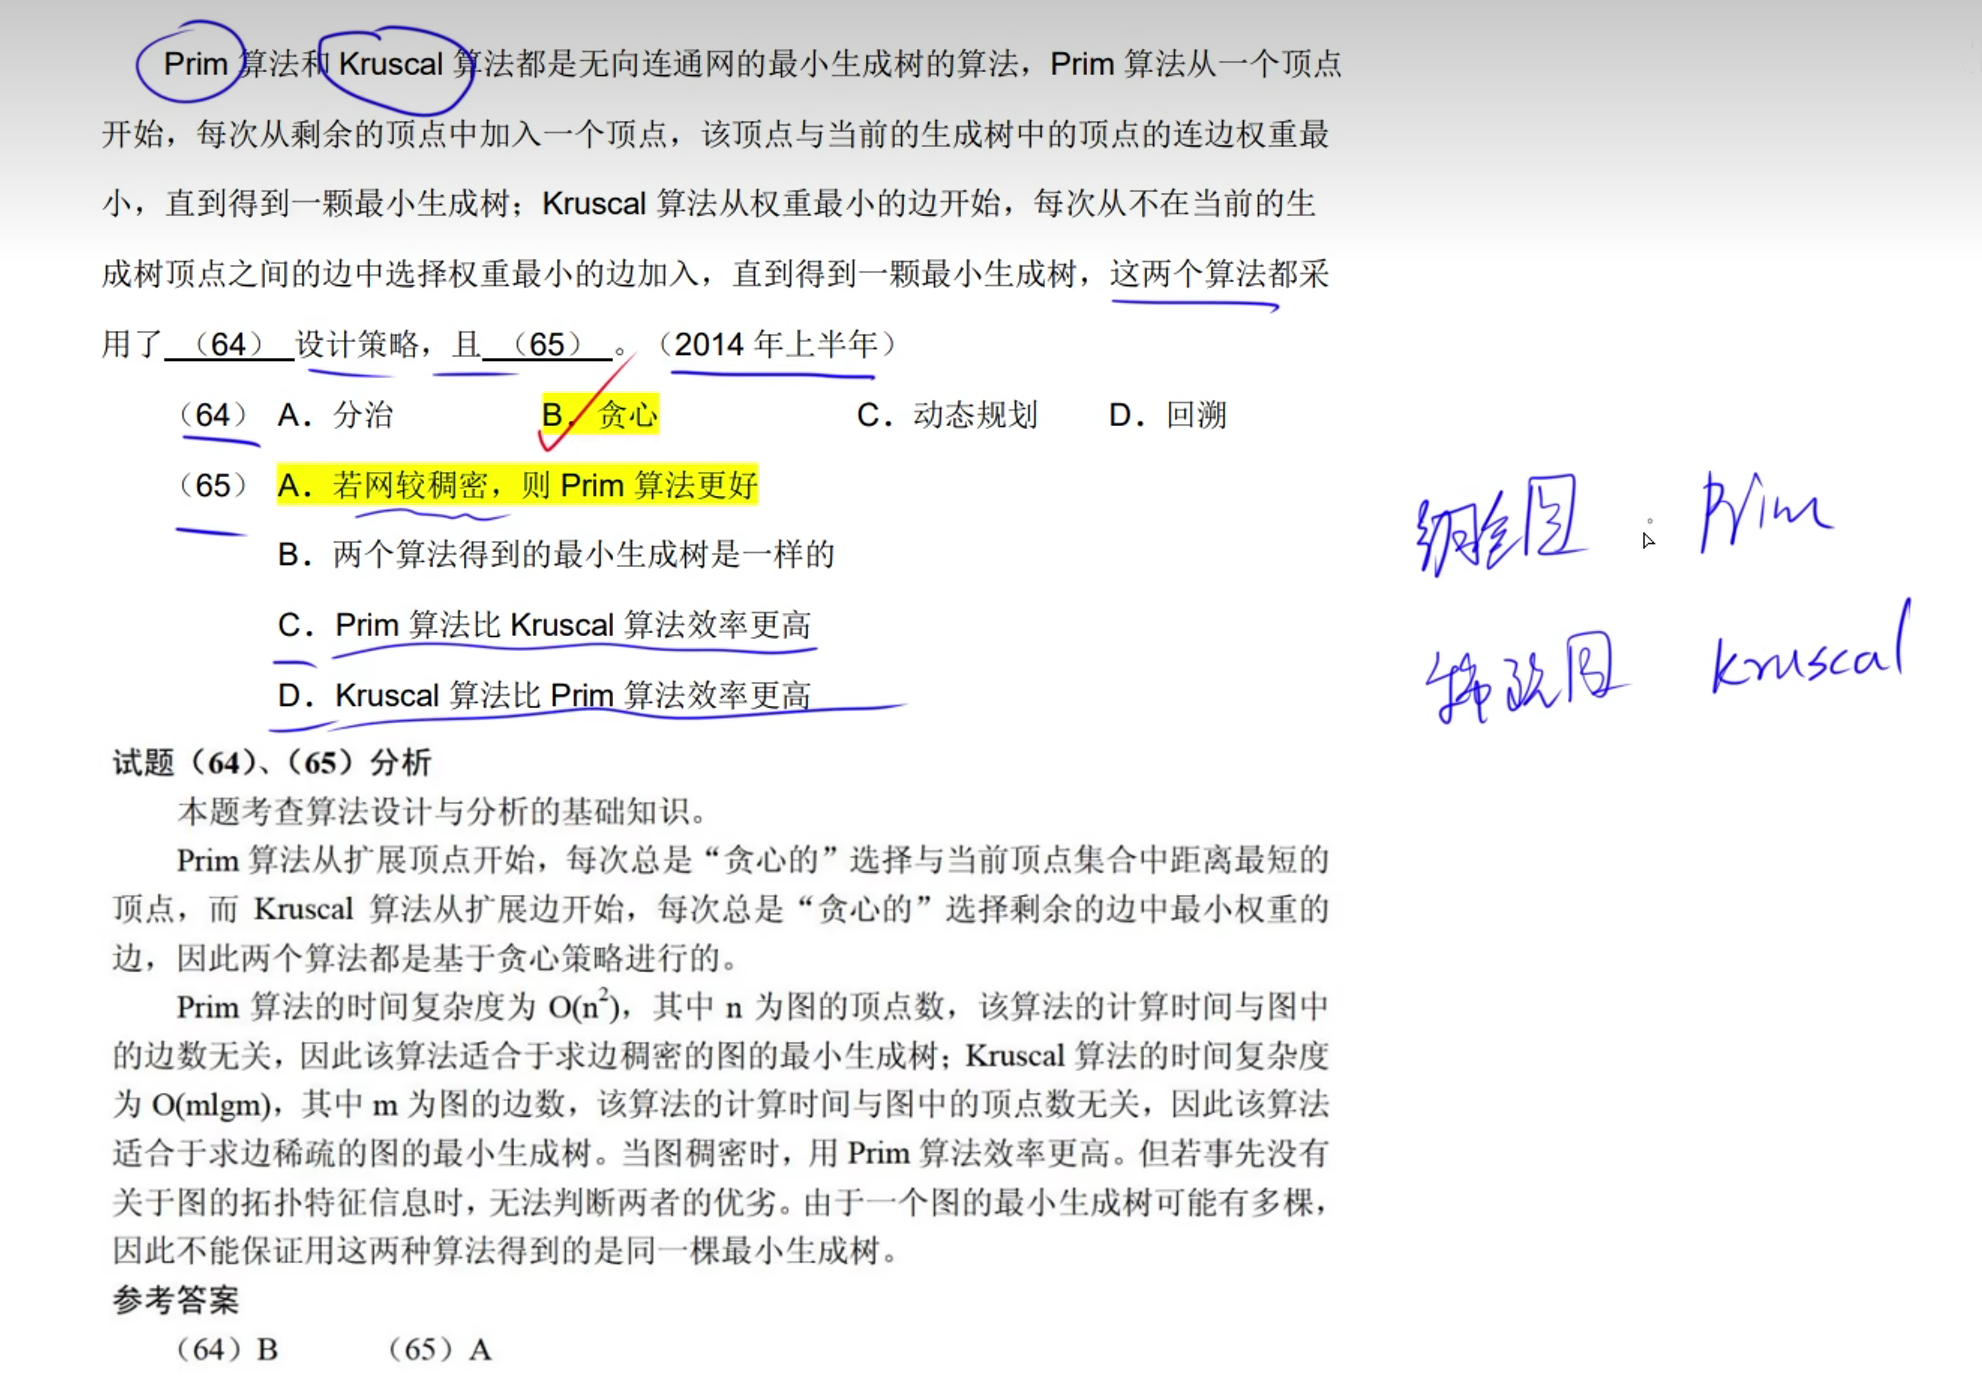 Prim 算法和 Kruscal 算法都是无向连通网的最小生成树的算法，Prim 算法从一个顶点
开始，每次从剩余的顶点中加入一个顶点，该顶点与当前的生成树中的顶点的连边权重最
小，直到得到一颗最小生成树；Kruscal 算法从权重最小的边开始，每次从不在当前的生
成树顶点之间的边中选择权重最小的边加入，直到得到一颗最小生成树，这两个算法都采
用了 （64） 设计策略，且 （65） 。（2014 年上半年）
（64） A．分治 B．贪心 C．动态规划 D．回溯
（65） A．若网较稠密，则 Prim 算法更好
B．两个算法得到的最小生成树是一样的
C．Prim 算法比 Kruscal 算法效率更高
D．Kruscal 算法比 Prim 算法效率更高
稠密图 Prim
稀疏图 kruscal
试题（64）、（65）分析
本题考查算法设计与分析的基础知识。
Prim 算法从扩展顶点开始，每次总是“贪心的”选择与当前顶点集合中距离最短的
顶点，而 Kruscal 算法从扩展边开始，每次总是“贪心的”选择剩余的边中最小权重的
边，因此两个算法都是基于贪心策略进行的。
Prim 算法的时间复杂度为 O(n²)，其中 n 为图的顶点数，该算法的计算时间与图中
的边数无关，因此该算法适合于求边稠密的图的最小生成树；Kruscal 算法的时间复杂度
为 O(mlgm)，其中 m 为图的边数，该算法的计算时间与图中的顶点数无关，因此该算法
适合于求边稀疏的图的最小生成树。当图稠密时，用 Prim 算法效率更高。但若事先没有
关于图的拓扑特征信息时，无法判断两者的优劣。由于一个图的最小生成树可能有多棵，
因此不能保证用这两种算法得到的是同一棵最小生成树。
参考答案
（64）B （65）A